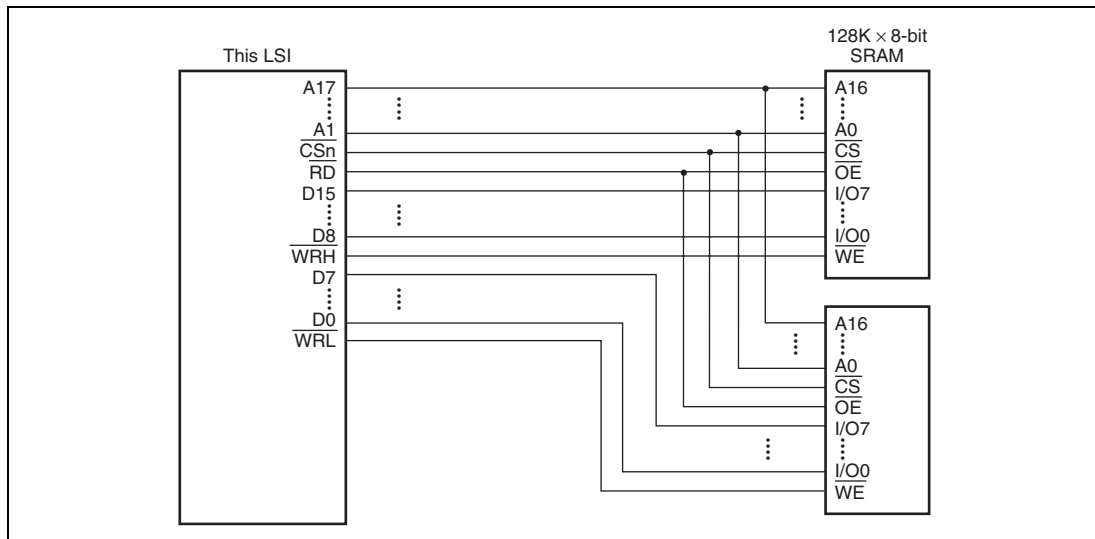 This LSI
A17
A1
CSn
RD
D15
D8
WRH
D7
D0
WRL
128K × 8-bit
SRAM
A16
A0
CS
OE
I/O7
I/O0
WE
A16
A0
CS
OE
I/O7
I/O0
WE